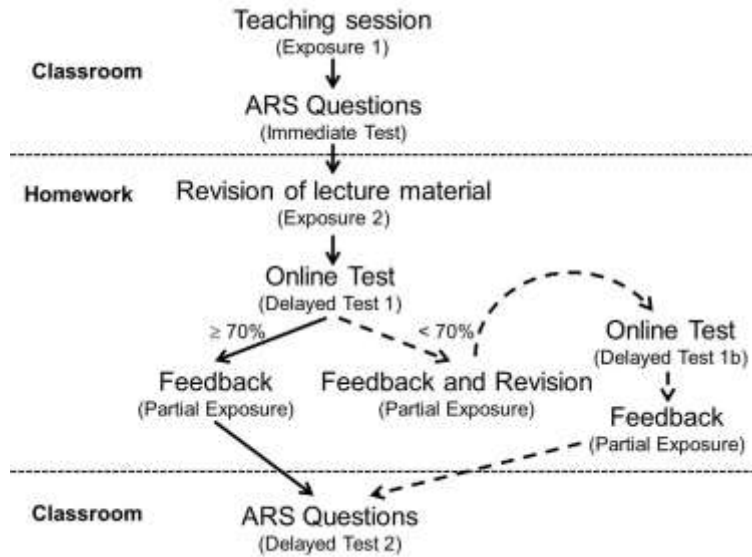 Teaching session
(Exposure 1)
Classroom
ARS Questions
(Immediate Test)
Homework
Revision of lecture material
(Exposure 2)
Online Test
(Delayed Test 1)
≥ 70%
< 70%
Online Test
(Delayed Test 1b)
Feedback
(Partial Exposure)
Feedback and Revision
(Partial Exposure)
Feedback
(Partial Exposure)
Classroom
ARS Questions
(Delayed Test 2)